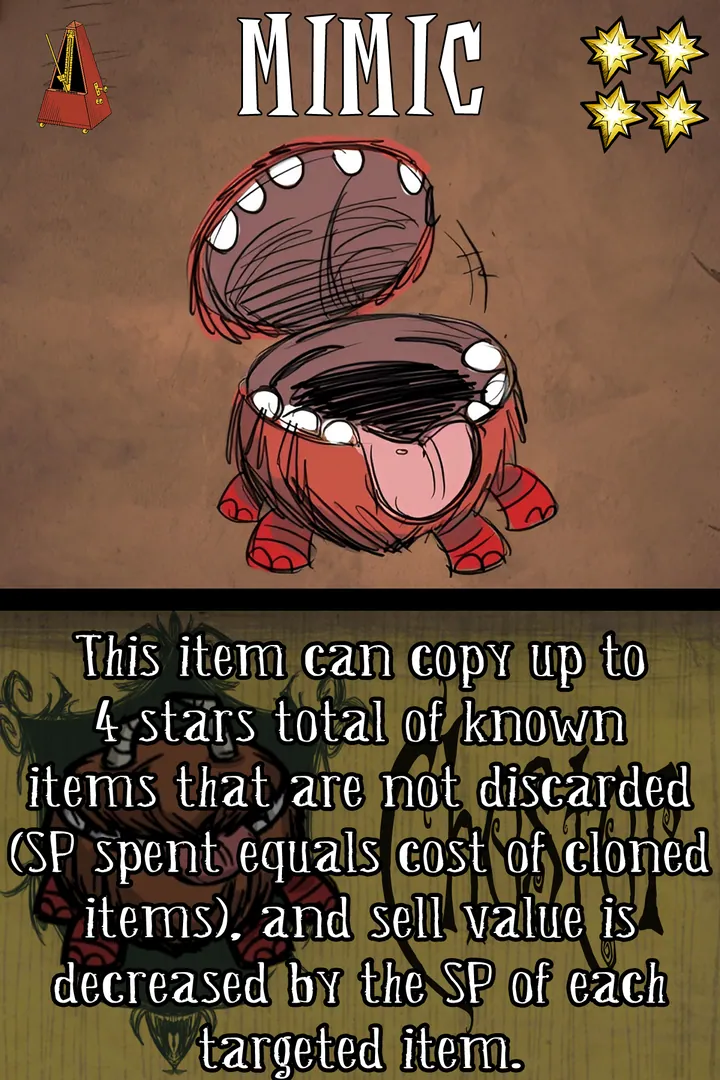 MIMIC
This item can copy up to
4 stars total of known
items that are not discarded
(SP spent equals cost of cloned
items), and sell value is
decreased by the SP of each
targeted item.
Chester